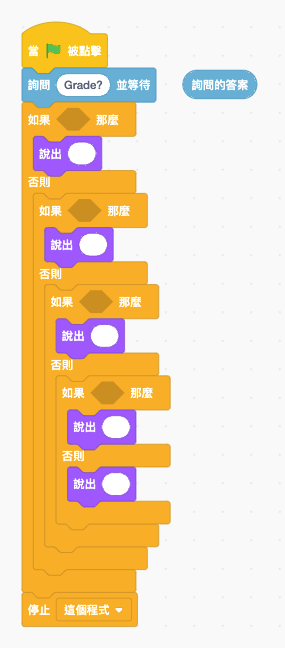 當 被點擊
詢問 Grade? 並等待
詢問的答案
如果 那麼
說出
否則
如果 那麼
說出
否則
如果 那麼
說出
否則
如果 那麼
說出
否則
說出
停止 這個程式